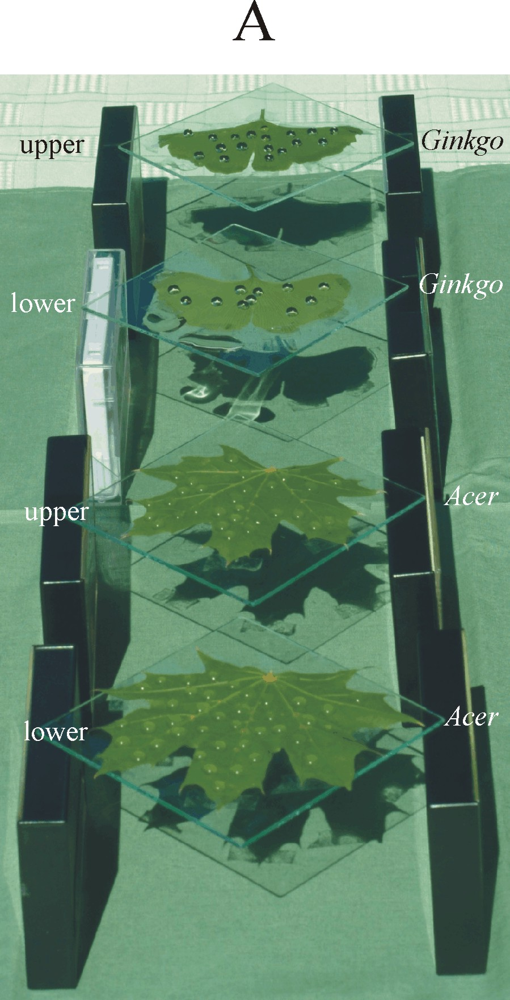 A
upper Ginkgo
lower Ginkgo
upper Acer
lower Acer